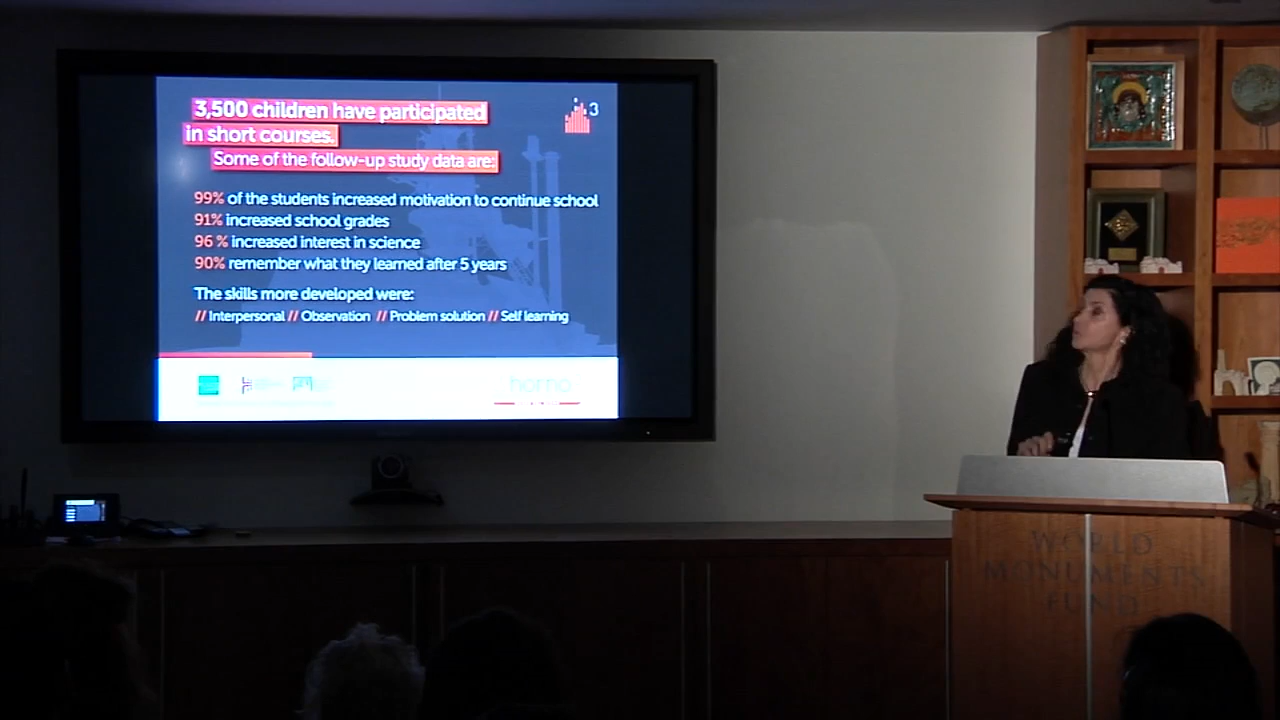 3,500 children have participated
in short courses.
Some of the follow-up study data are:
3
99% of the students increased motivation to continue school
91% increased school grades
96 % increased interest in science
90% remember what they learned after 5 years
The skills more developed were:
// Interpersonal // Observation // Problem solution // Self learning
horno
WORLD
MONUMENTS
FUND